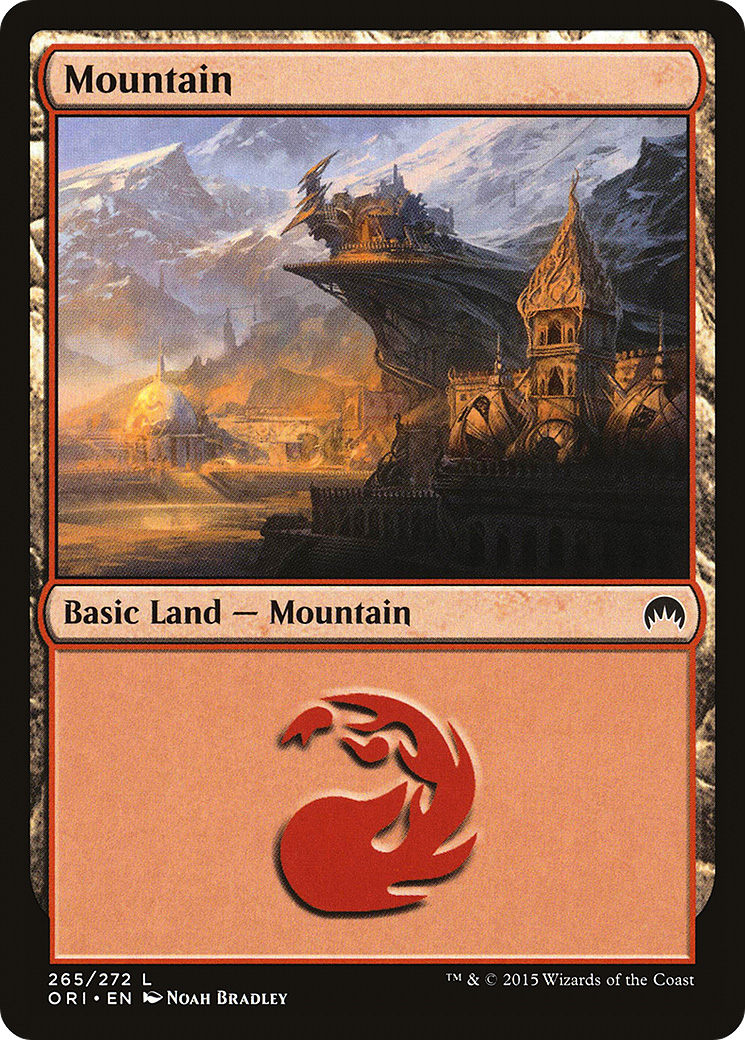 Mountain
Basic Land — Mountain
265/272 L
™ & © 2015 Wizards of the Coast
ORI • EN Noah Bradley